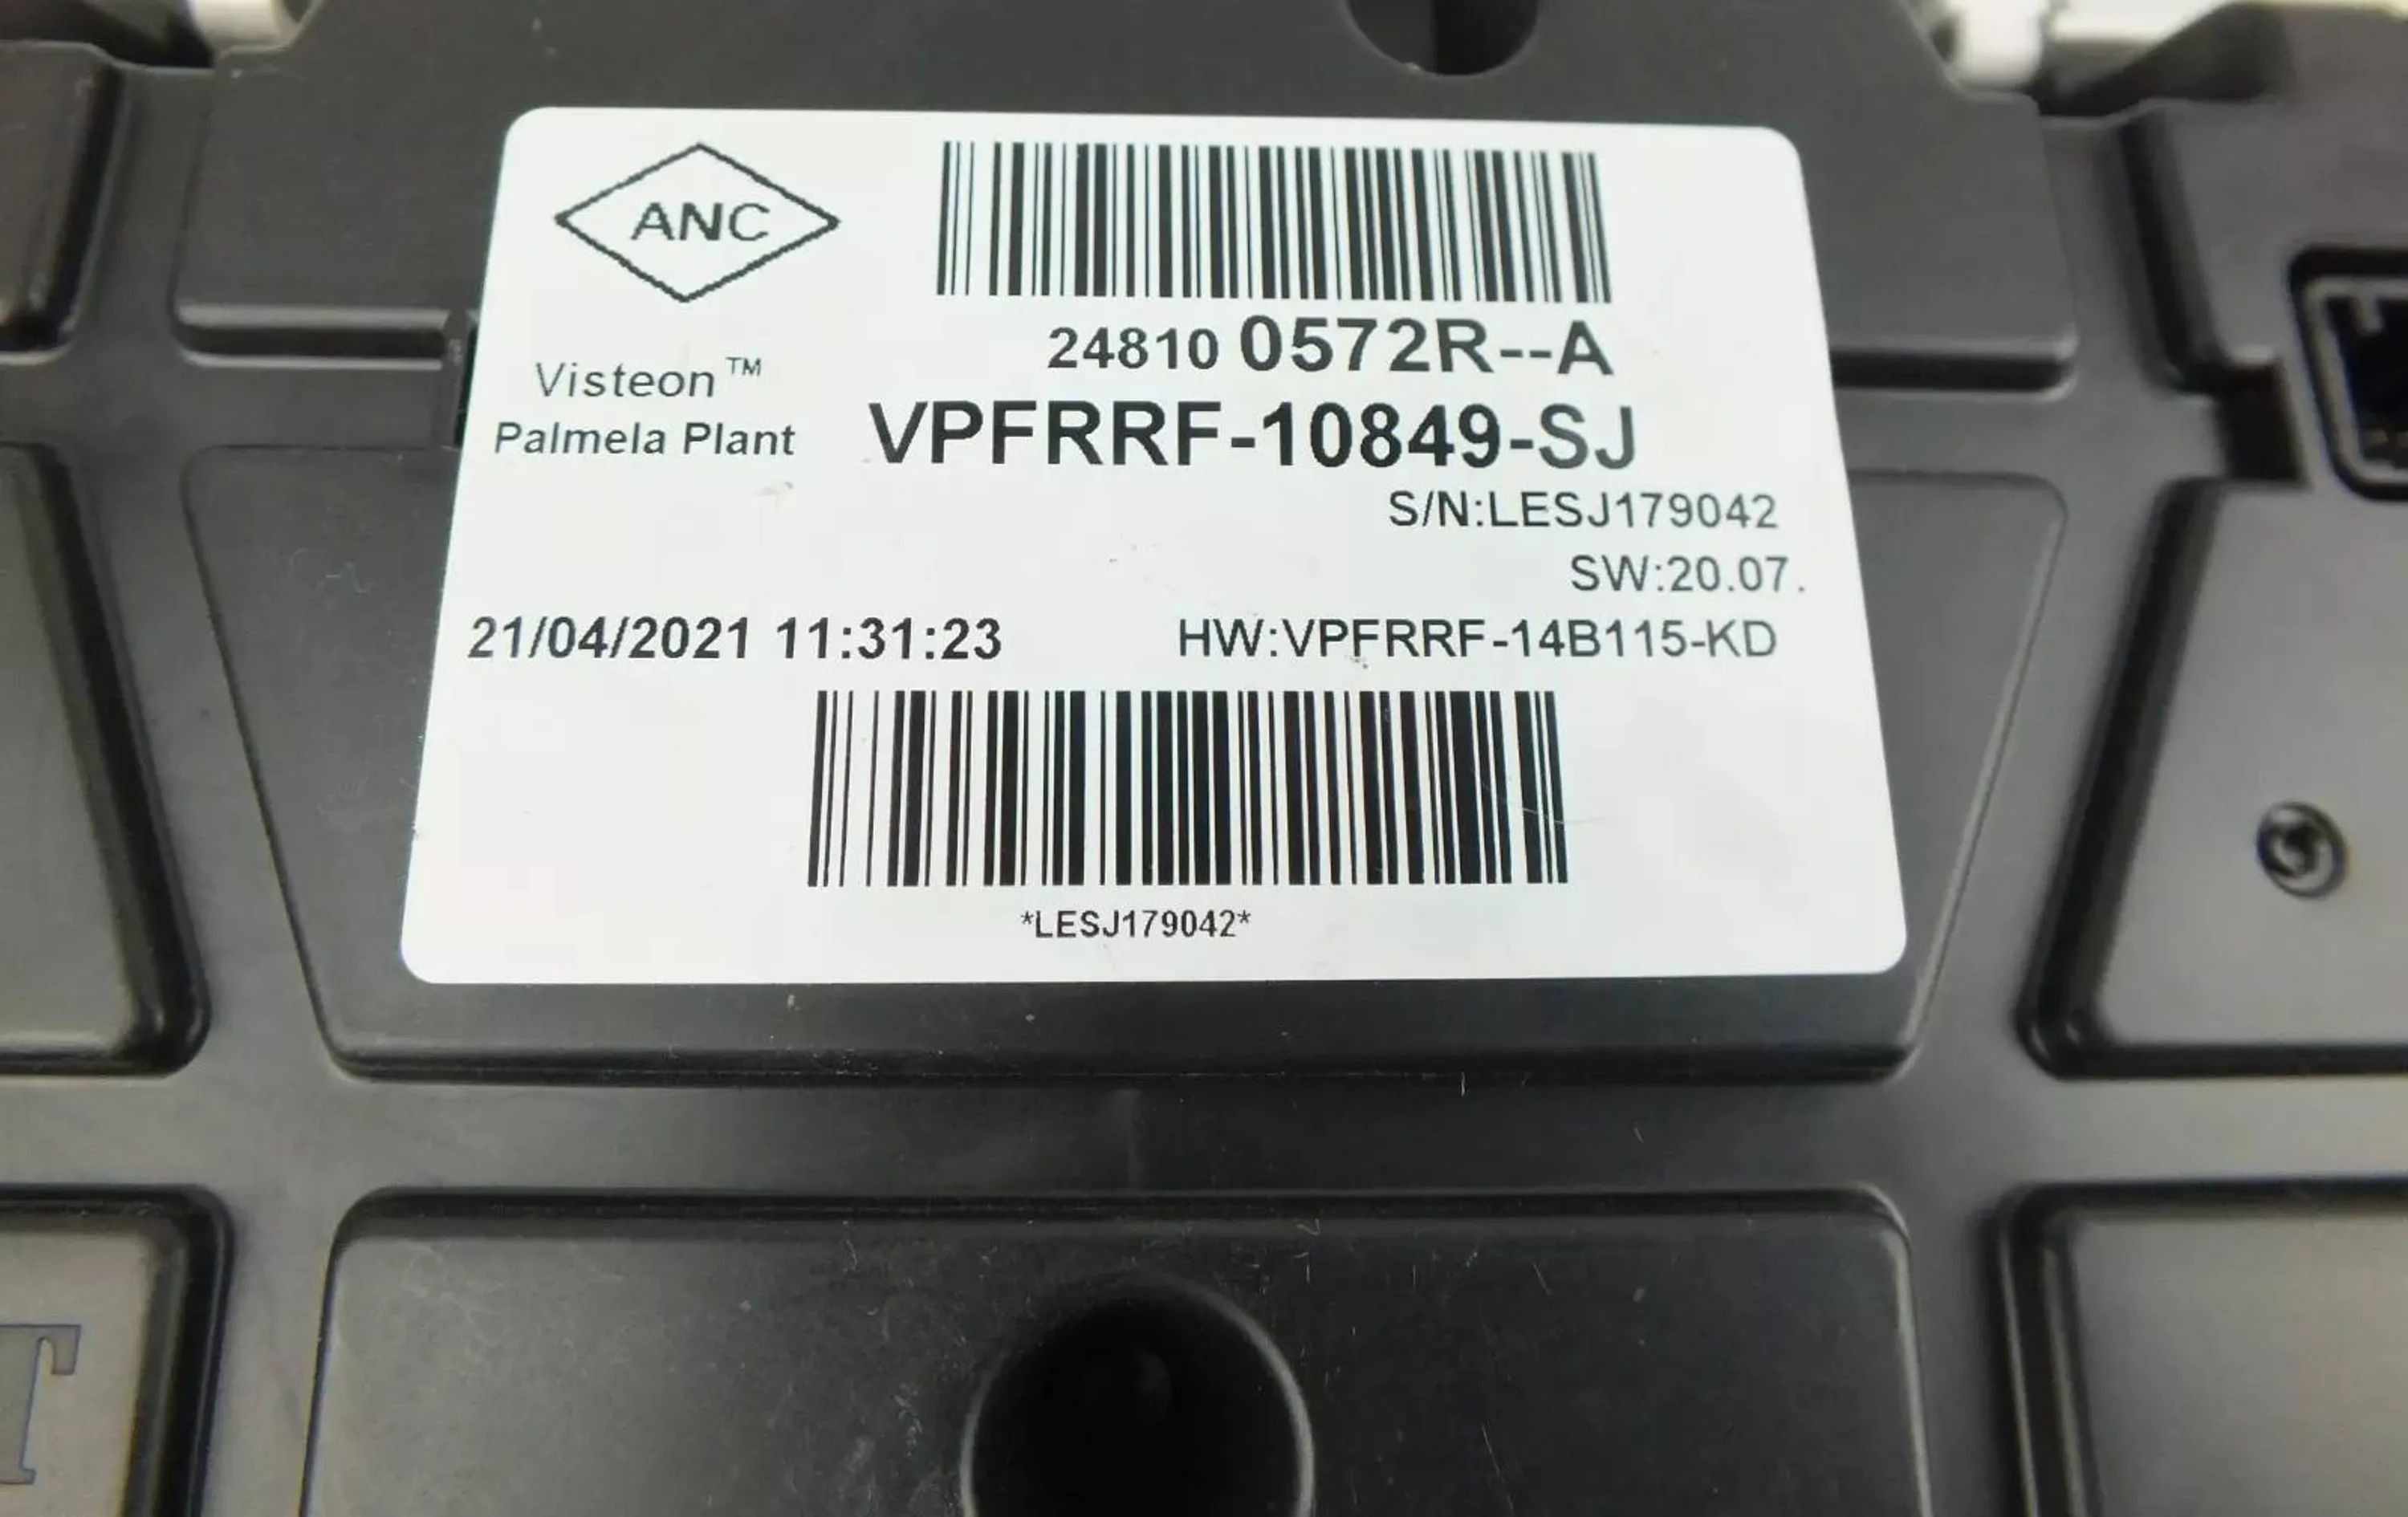 ANC
24810 0572R--A
Visteon™
Palmela Plant
VPFRRF-10849-SJ
S/N:LESJ179042
SW:20.07.
21/04/2021 11:31:23
HW:VPFRRF-14B115-KD
*LESJ179042*
T